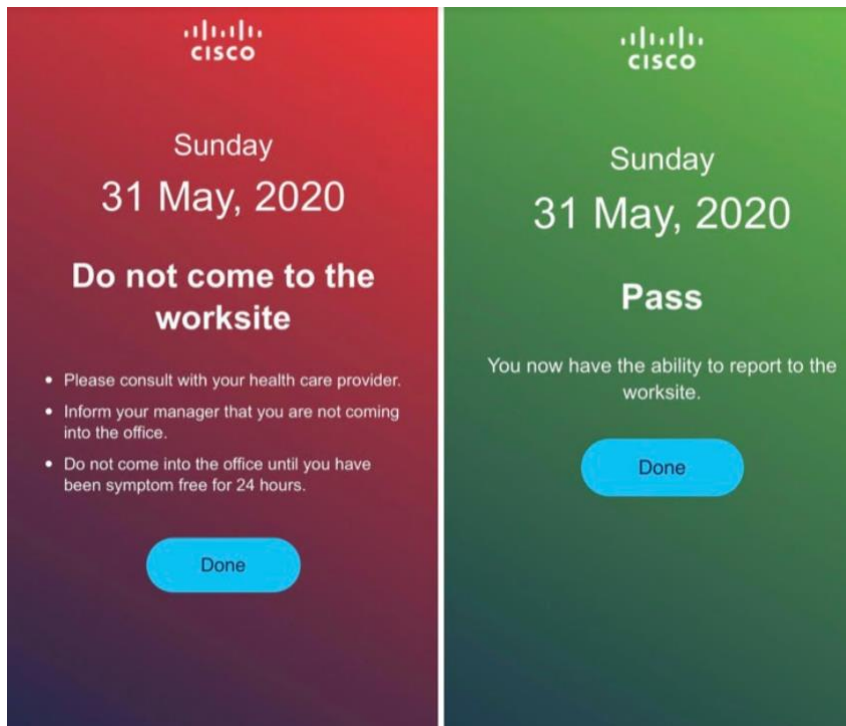 CISCO
Sunday
31 May, 2020
Do not come to the
worksite
• Please consult with your health care provider.
• Inform your manager that you are not coming
into the office.
• Do not come into the office until you have
been symptom free for 24 hours.
Done
CISCO
Sunday
31 May, 2020
Pass
You now have the ability to report to the
worksite.
Done